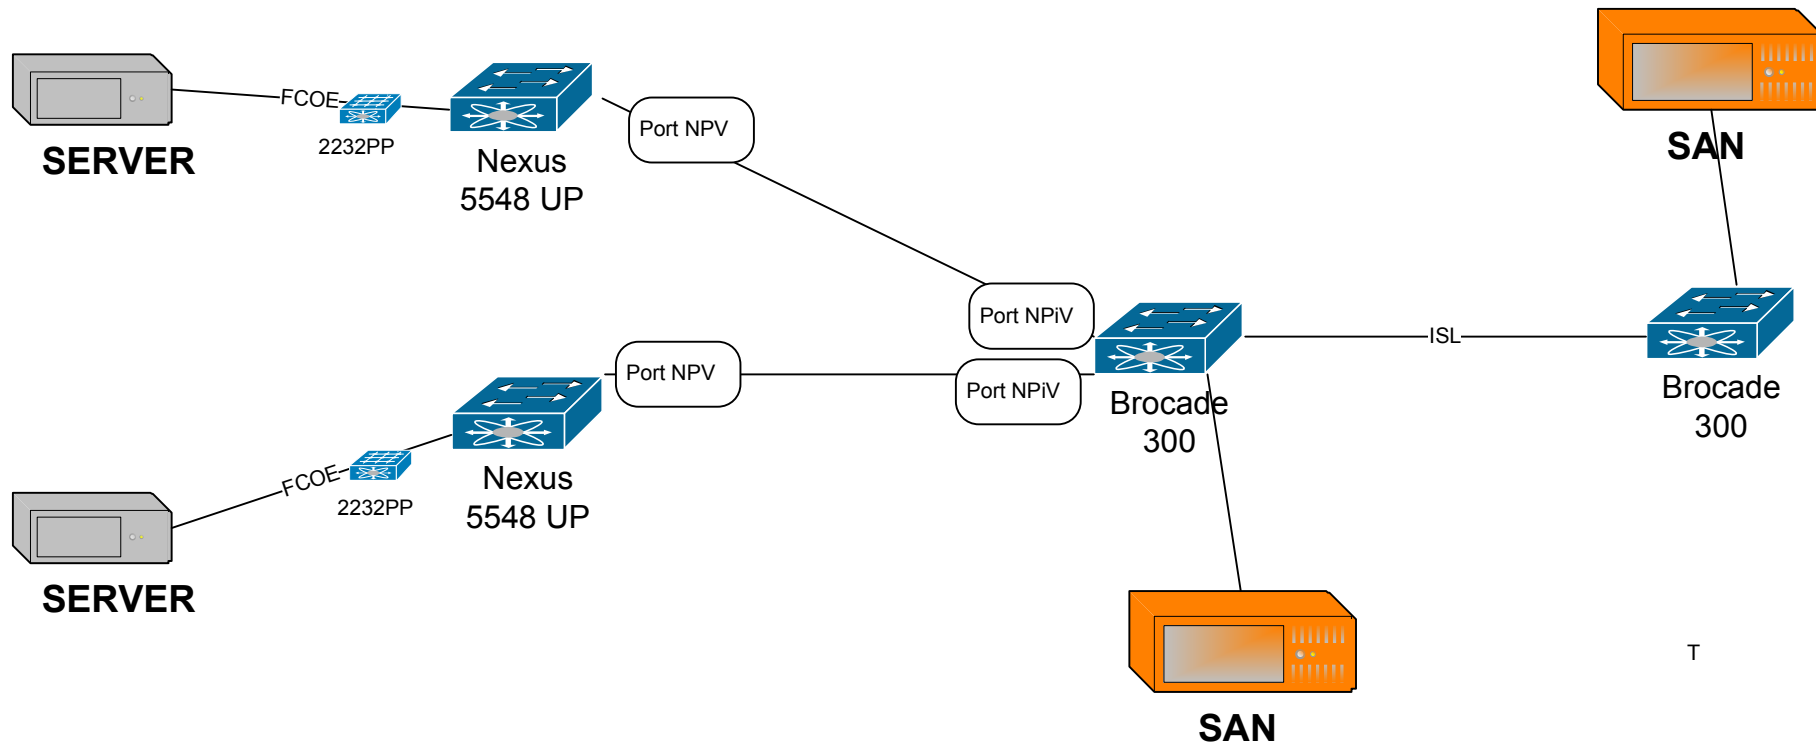 FCOE
2232PP
SERVER
Nexus
5548 UP
Port NPV
SAN
Port NPiV
ISL
Port NPV
Port NPiV
Brocade
300
Brocade
300
FCOE
2232PP
Nexus
5548 UP
SERVER
SAN
T